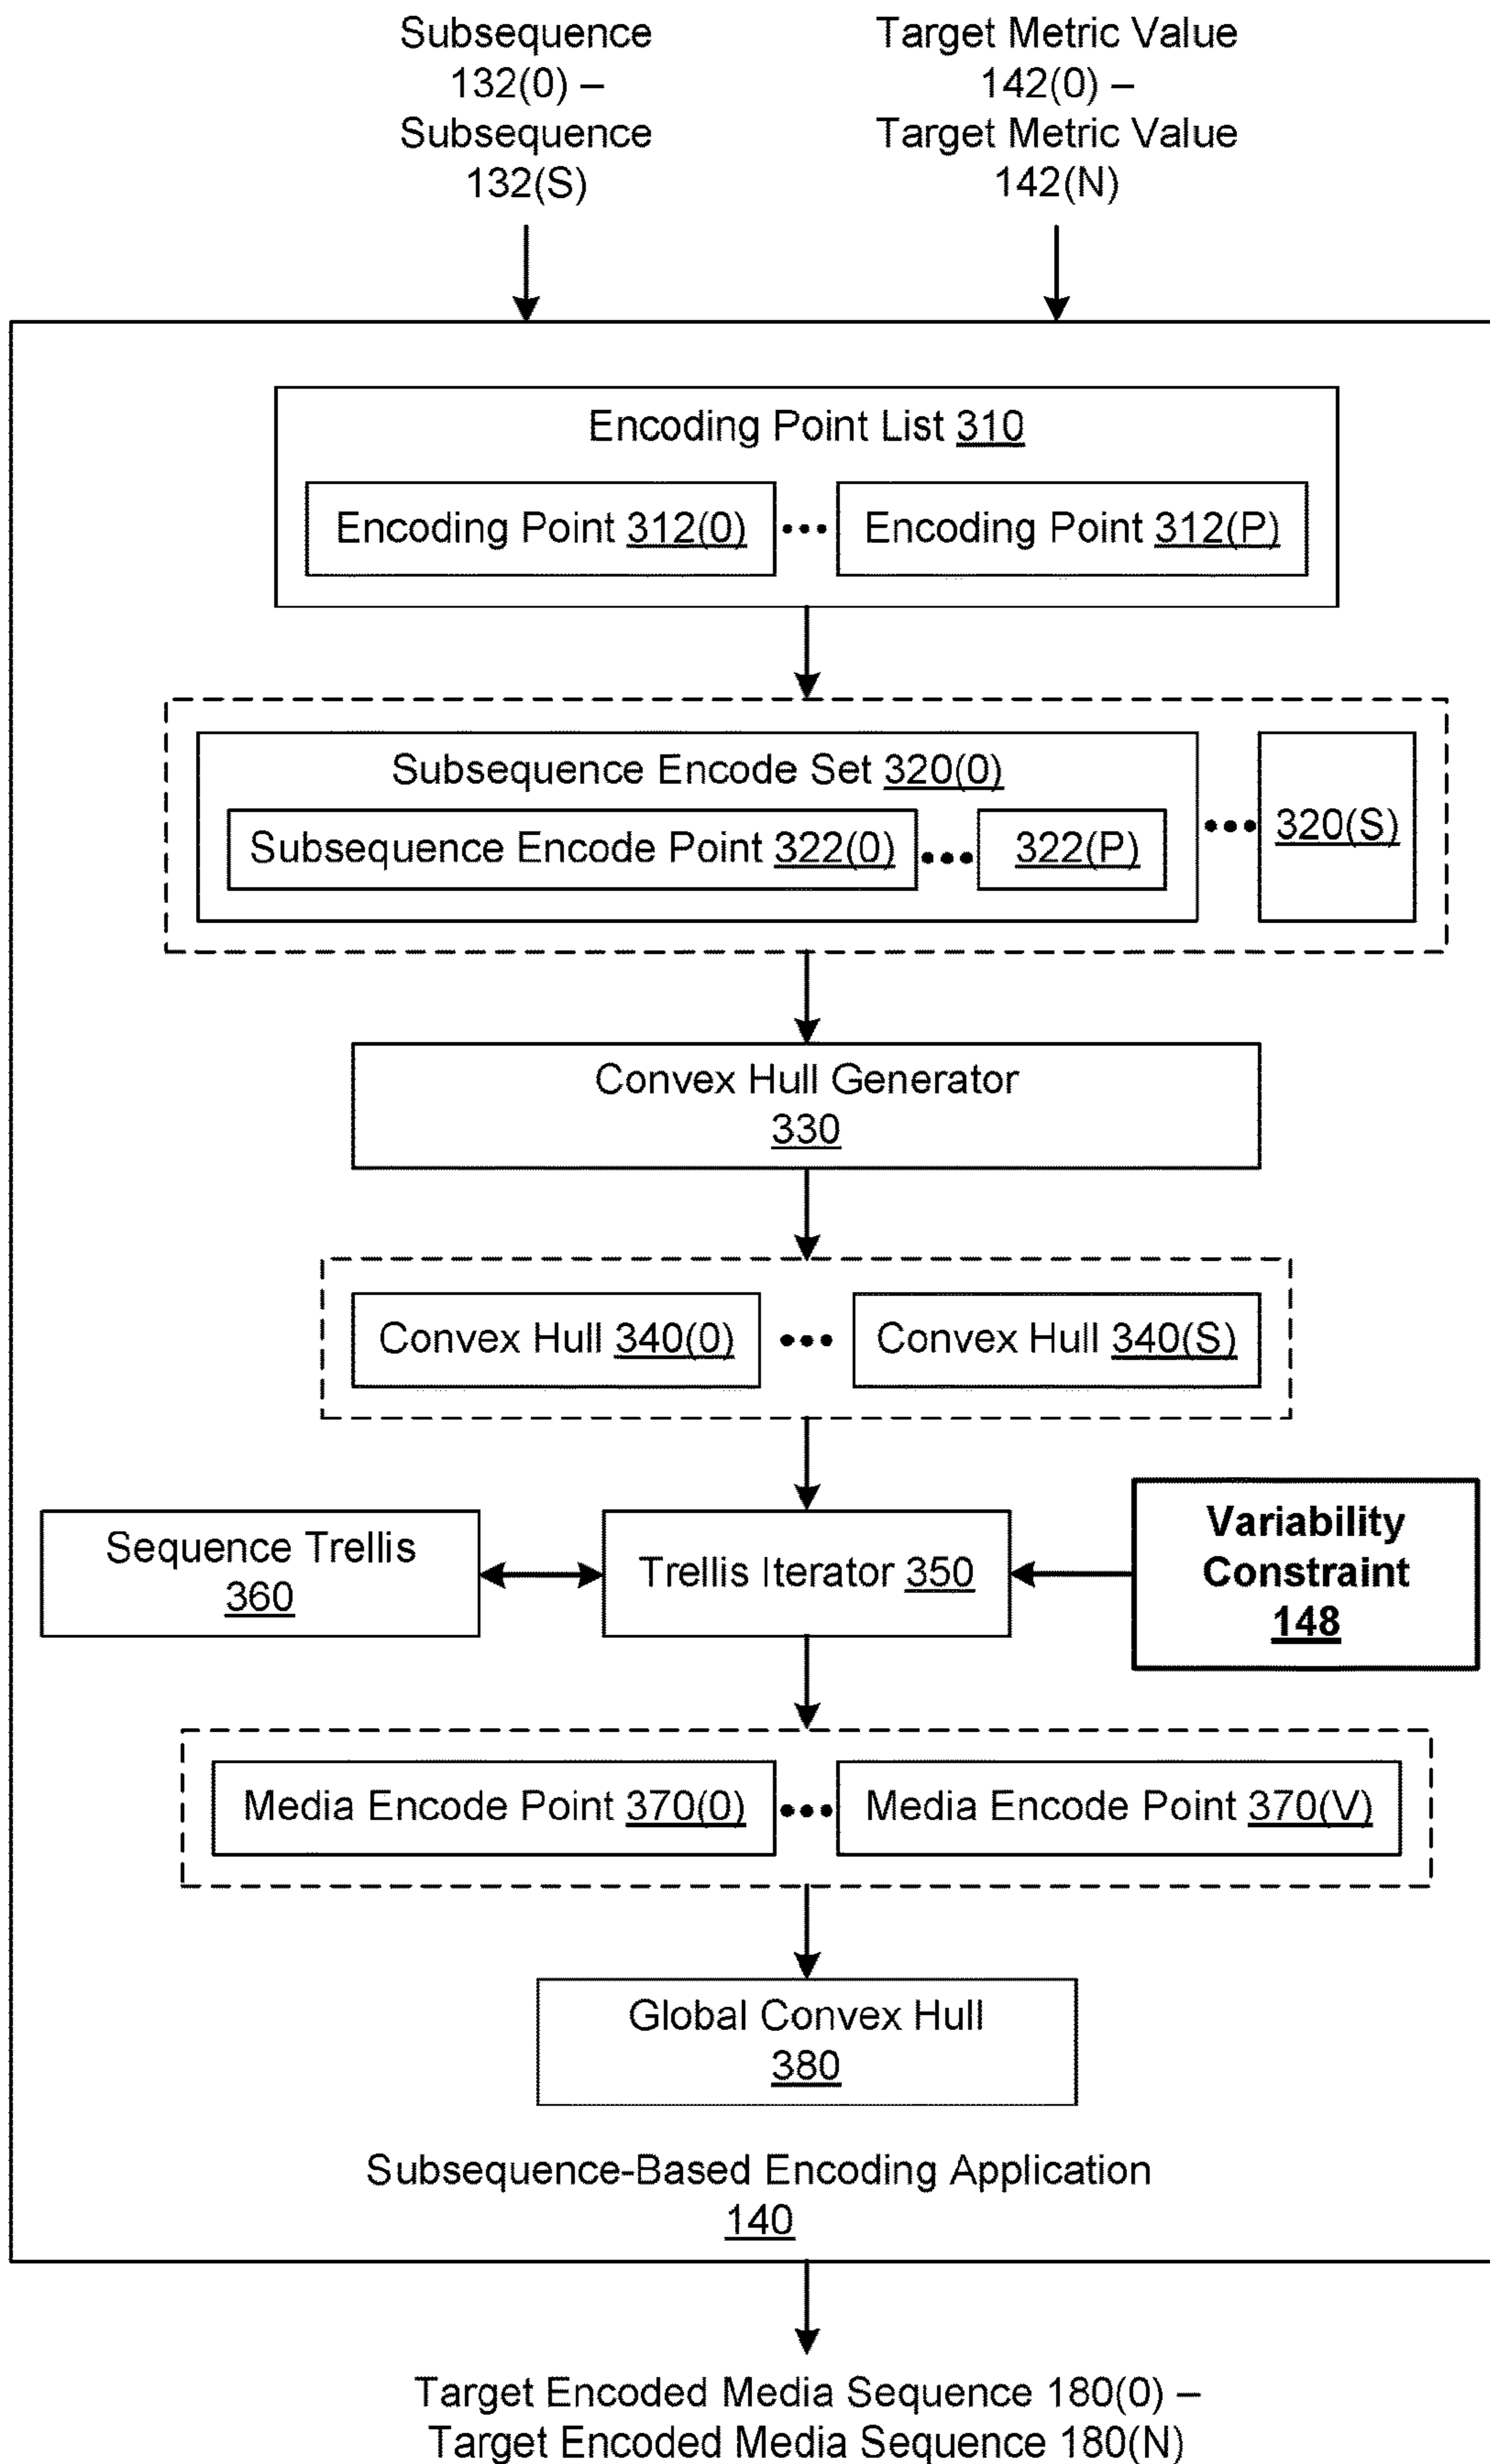 Subsequence
132(0) –
Subsequence
132(S)
Target Metric Value
142(0) –
Target Metric Value
142(N)
Encoding Point List 310
Encoding Point 312(0) ••• Encoding Point 312(P)
Subsequence Encode Set 320(0)
Subsequence Encode Point 322(0) ••• 322(P)
••• 320(S)
Convex Hull Generator
330
Convex Hull 340(0) ••• Convex Hull 340(S)
Sequence Trellis
360
Trellis Iterator 350
Variability
Constraint
148
Media Encode Point 370(0) ••• Media Encode Point 370(V)
Global Convex Hull
380
Subsequence-Based Encoding Application
140
Target Encoded Media Sequence 180(0) –
Target Encoded Media Sequence 180(N)